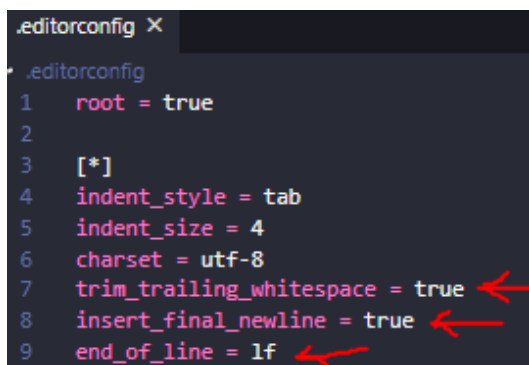 .editorconfig ×
.editorconfig
1 root = true
2
3 [*]
4 indent_style = tab
5 indent_size = 4
6 charset = utf-8
7 trim_trailing_whitespace = true
8 insert_final_newline = true
9 end_of_line = lf